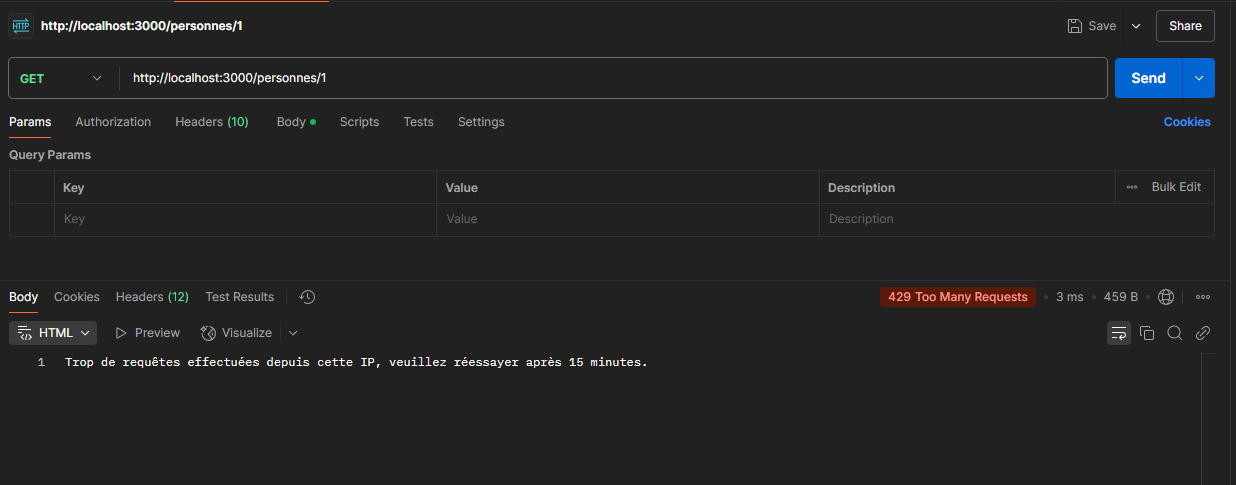 HTTP http://localhost:3000/personnes/1 Save Share
GET http://localhost:3000/personnes/1 Send
Params Authorization Headers (10) Body Scripts Tests Settings Cookies
Query Params
Key Value Description Bulk Edit
Key Value Description
Body Cookies Headers (12) Test Results 429 Too Many Requests 3 ms 459 B
HTML Preview Visualize
1 Trop de requêtes effectuées depuis cette IP, veuillez réessayer après 15 minutes.